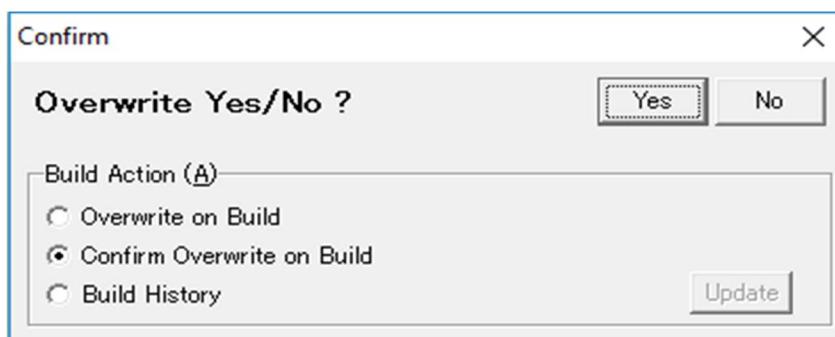 Confirm
Overwrite Yes/No ?
Yes
No
Build Action (A)
Overwrite on Build
Confirm Overwrite on Build
Build History
Update